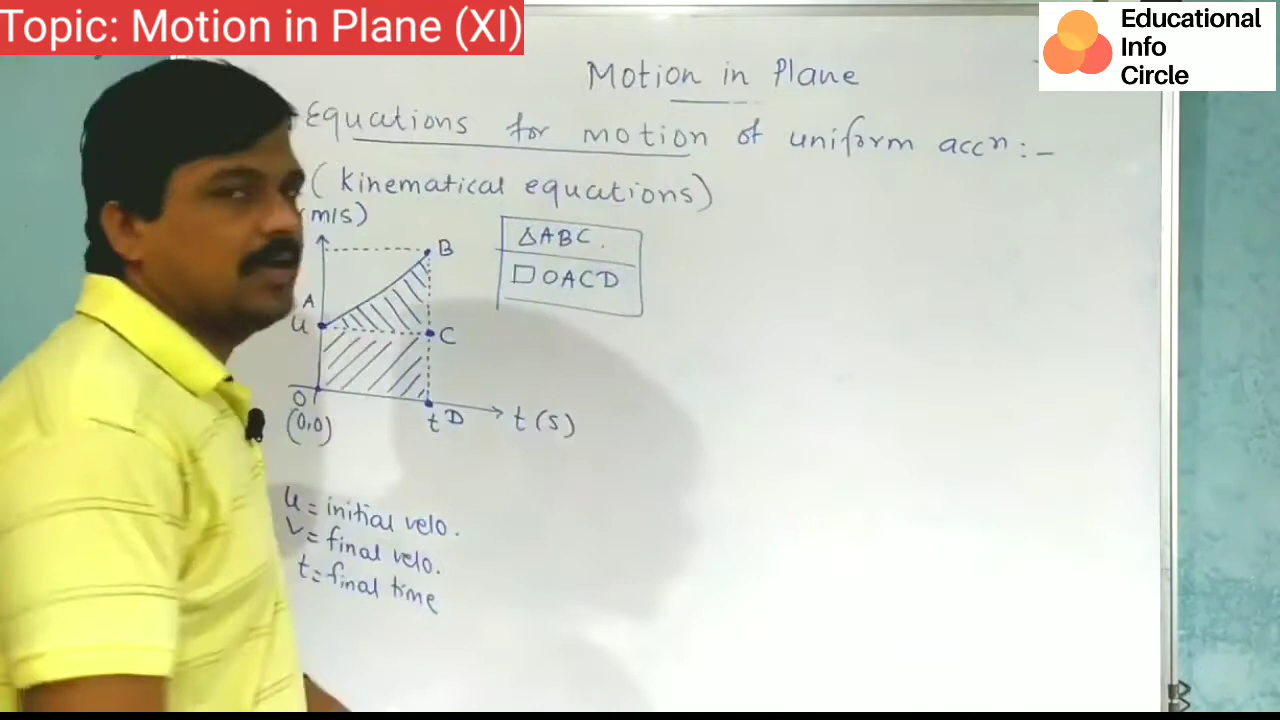 Topic: Motion in Plane (XI)
Educational
Info
Circle
Motion in Plane
Equations for motion of uniform accn:-
(Kinematical equations)
m/s)
B
A
u
C
O
(0,0)
t D
t (s)
△ABC.
□OACD
u = initial velo.
v = final velo.
t = final time